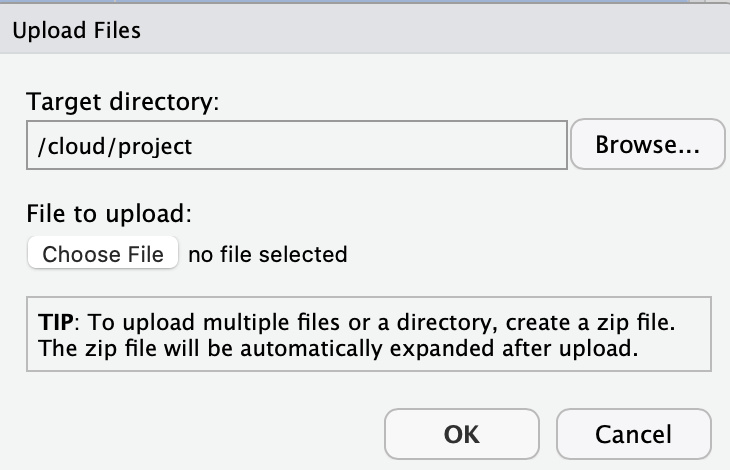 Upload Files
Target directory:
/cloud/project
Browse...
File to upload:
Choose File no file selected
TIP: To upload multiple files or a directory, create a zip file.
The zip file will be automatically expanded after upload.
OK
Cancel